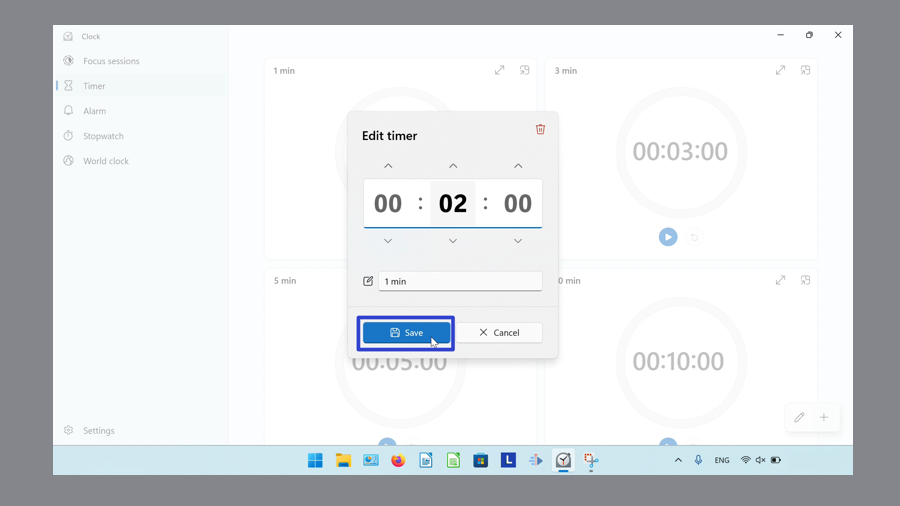 Clock
Focus sessions
Timer
Alarm
Stopwatch
World clock
Settings
1 min
3 min
00:03:00
Edit timer
00 : 02 : 00
1 min
Save
Cancel
5 min
0 min
00:05:00
00:10:00
L
ENG